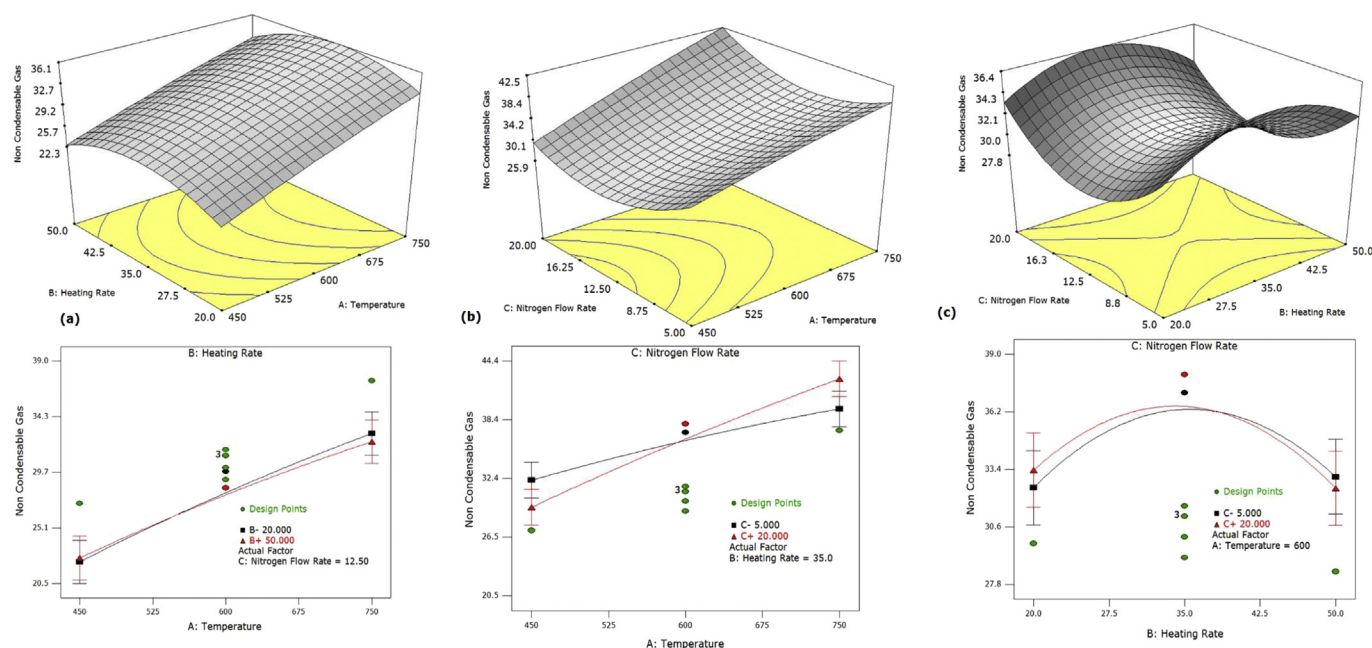 Non Condensable Gas
36.1
32.7
29.2
25.7
22.3
50.0
42.5
35.0
27.5
20.0
B: Heating Rate
450
525
600
675
750
A: Temperature
(a)
Non Condensable Gas
42.5
38.4
34.2
30.1
25.9
20.00
16.25
12.50
8.75
5.00
C: Nitrogen Flow Rate
450
525
600
675
750
A: Temperature
(b)
Non Condensable Gas
36.4
34.3
32.1
30.0
27.8
20.0
16.3
12.5
8.8
5.0
C: Nitrogen Flow Rate
20.0
27.5
35.0
42.5
50.0
B: Heating Rate
(c)
B: Heating Rate
Non Condensable Gas
39.0
34.3
29.7
25.1
20.5
3
Design Points
B- 20.000
B+ 50.000
Actual Factor
C: Nitrogen Flow Rate = 12.50
450
525
600
675
750
A: Temperature
C: Nitrogen Flow Rate
Non Condensable Gas
44.4
38.4
32.4
26.5
20.5
3
Design Points
C- 5.000
C+ 20.000
Actual Factor
B: Heating Rate = 35.0
450
525
600
675
750
A: Temperature
C: Nitrogen Flow Rate
Non Condensable Gas
39.0
36.2
33.4
30.6
27.8
3
Design Points
C- 5.000
C+ 20.000
Actual Factor
A: Temperature = 600
20.0
27.5
35.0
42.5
50.0
B: Heating Rate